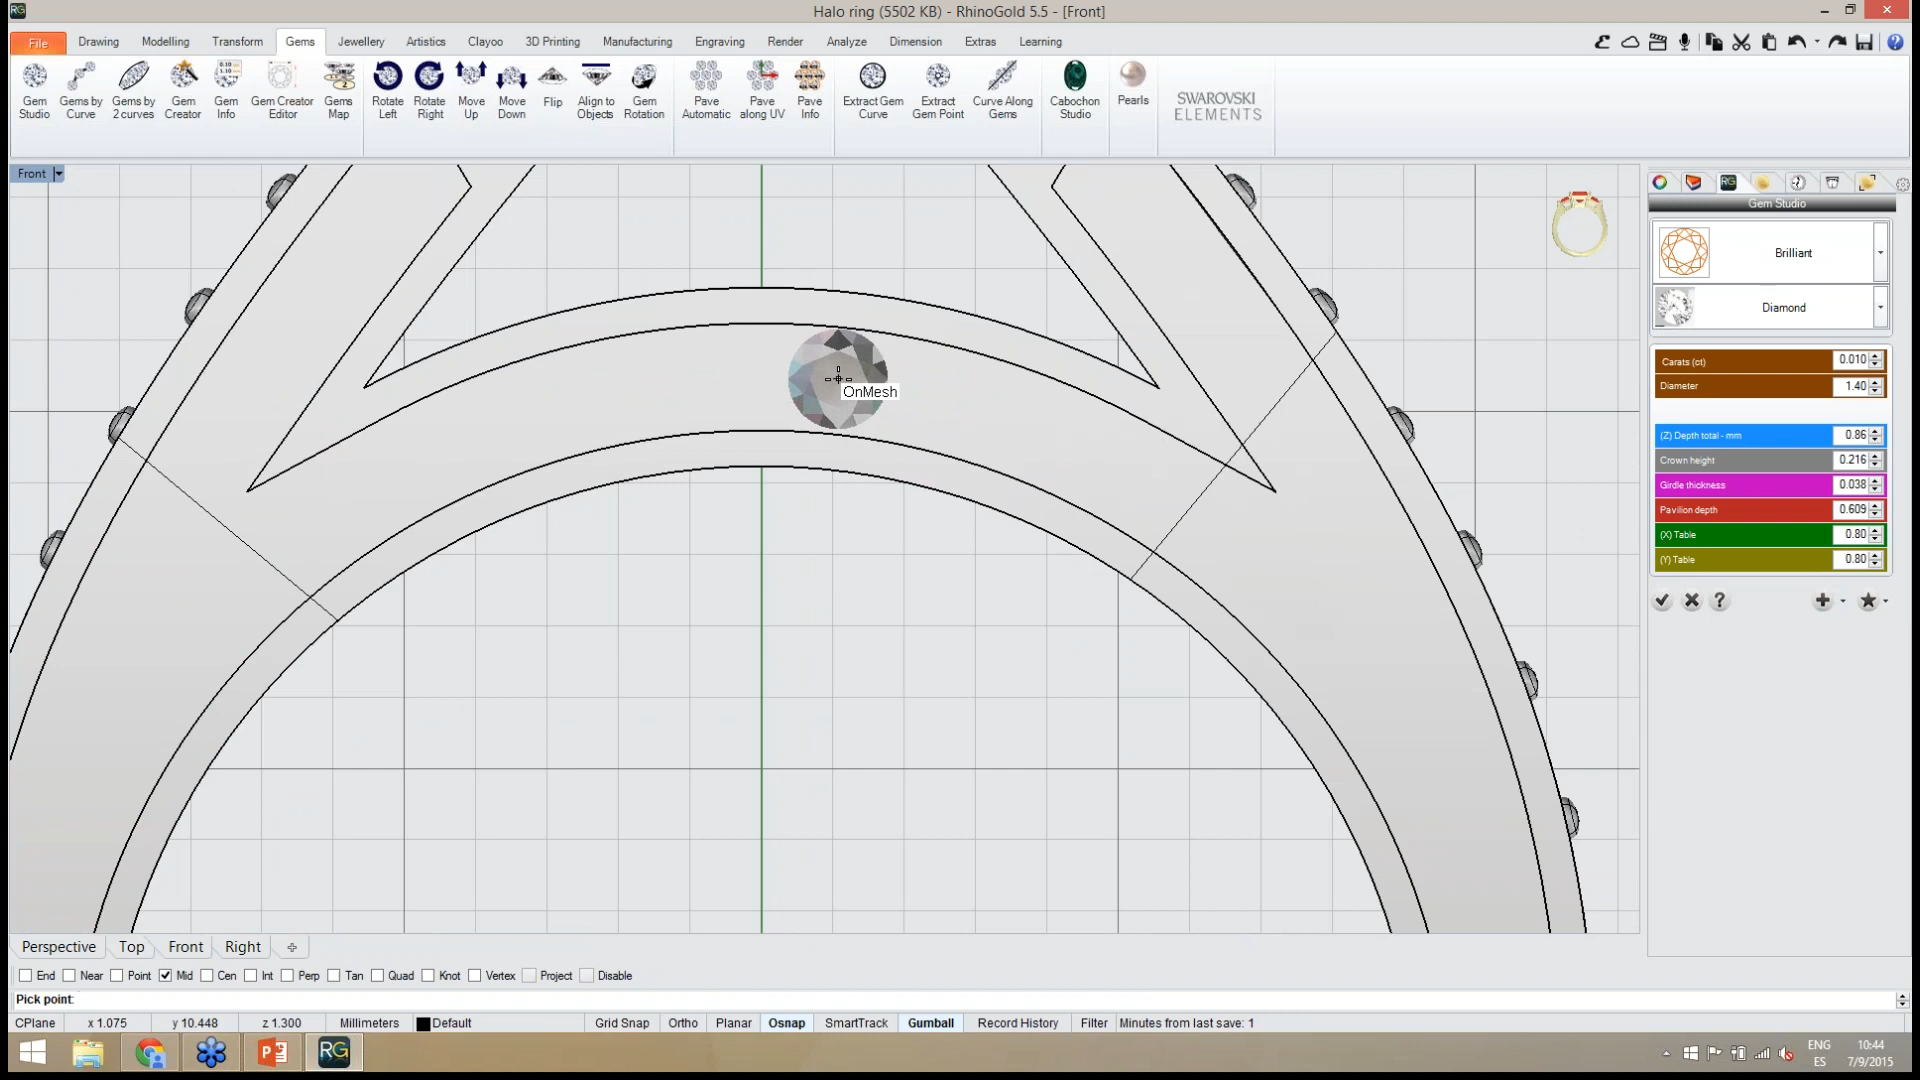 Halo ring (5502 KB) - RhinoGold 5.5 - [Front]
File Drawing Modelling Transform Gems Jewellery Artistics Clayoo 3D Printing Manufacturing Engraving Render Analyze Dimension Extras Learning
Gem Studio
Gems by Curve
Gems by 2 curves
Gem Creator
Gem Info
Gem Creator Editor
Gems Map
Rotate Left
Rotate Right
Move Up
Move Down
Flip
Align to Objects
Gem Rotation
Pave Automatic
Pave along UV
Pave Info
Extract Gem Curve
Extract Gem Point
Curve Along Gems
Cabochon Studio
Pearls
SWAROVSKI
ELEMENTS
Front
OnMesh
Gem Studio
Brilliant
Diamond
Carats (ct) 0.010
Diameter 1.40
(Z) Depth total - mm 0.86
Crown height 0.216
Girdle thickness 0.038
Pavilion depth 0.609
(X) Table 0.80
(Y) Table 0.80
Perspective Top Front Right
End Near Point Mid Cen Int Perp Tan Quad Knot Vertex Project Disable
Pick point:
CPlane x 1.075 y 10.448 z 1.300 Millimeters Default Grid Snap Ortho Planar Osnap SmartTrack Gumball Record History Filter Minutes from last save: 1
RG
ENG
ES
10:44
7/9/2015